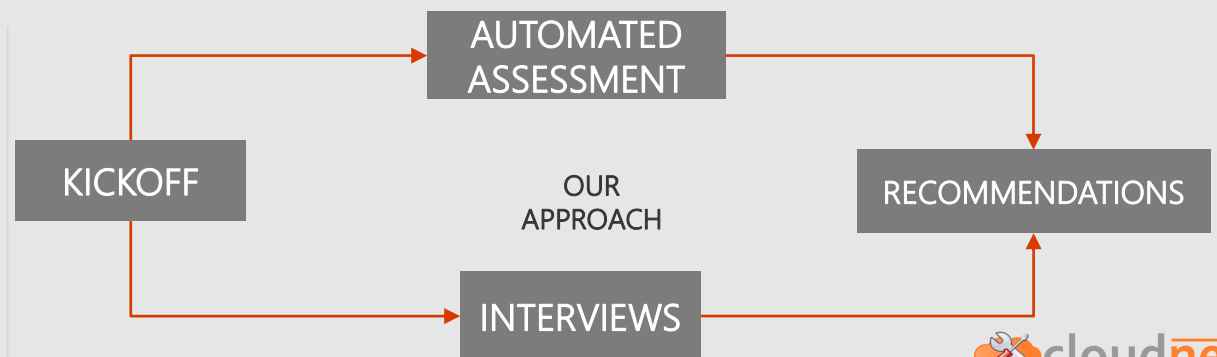 AUTOMATED
ASSESSMENT
KICKOFF
OUR
APPROACH
RECOMMENDATIONS
INTERVIEWS